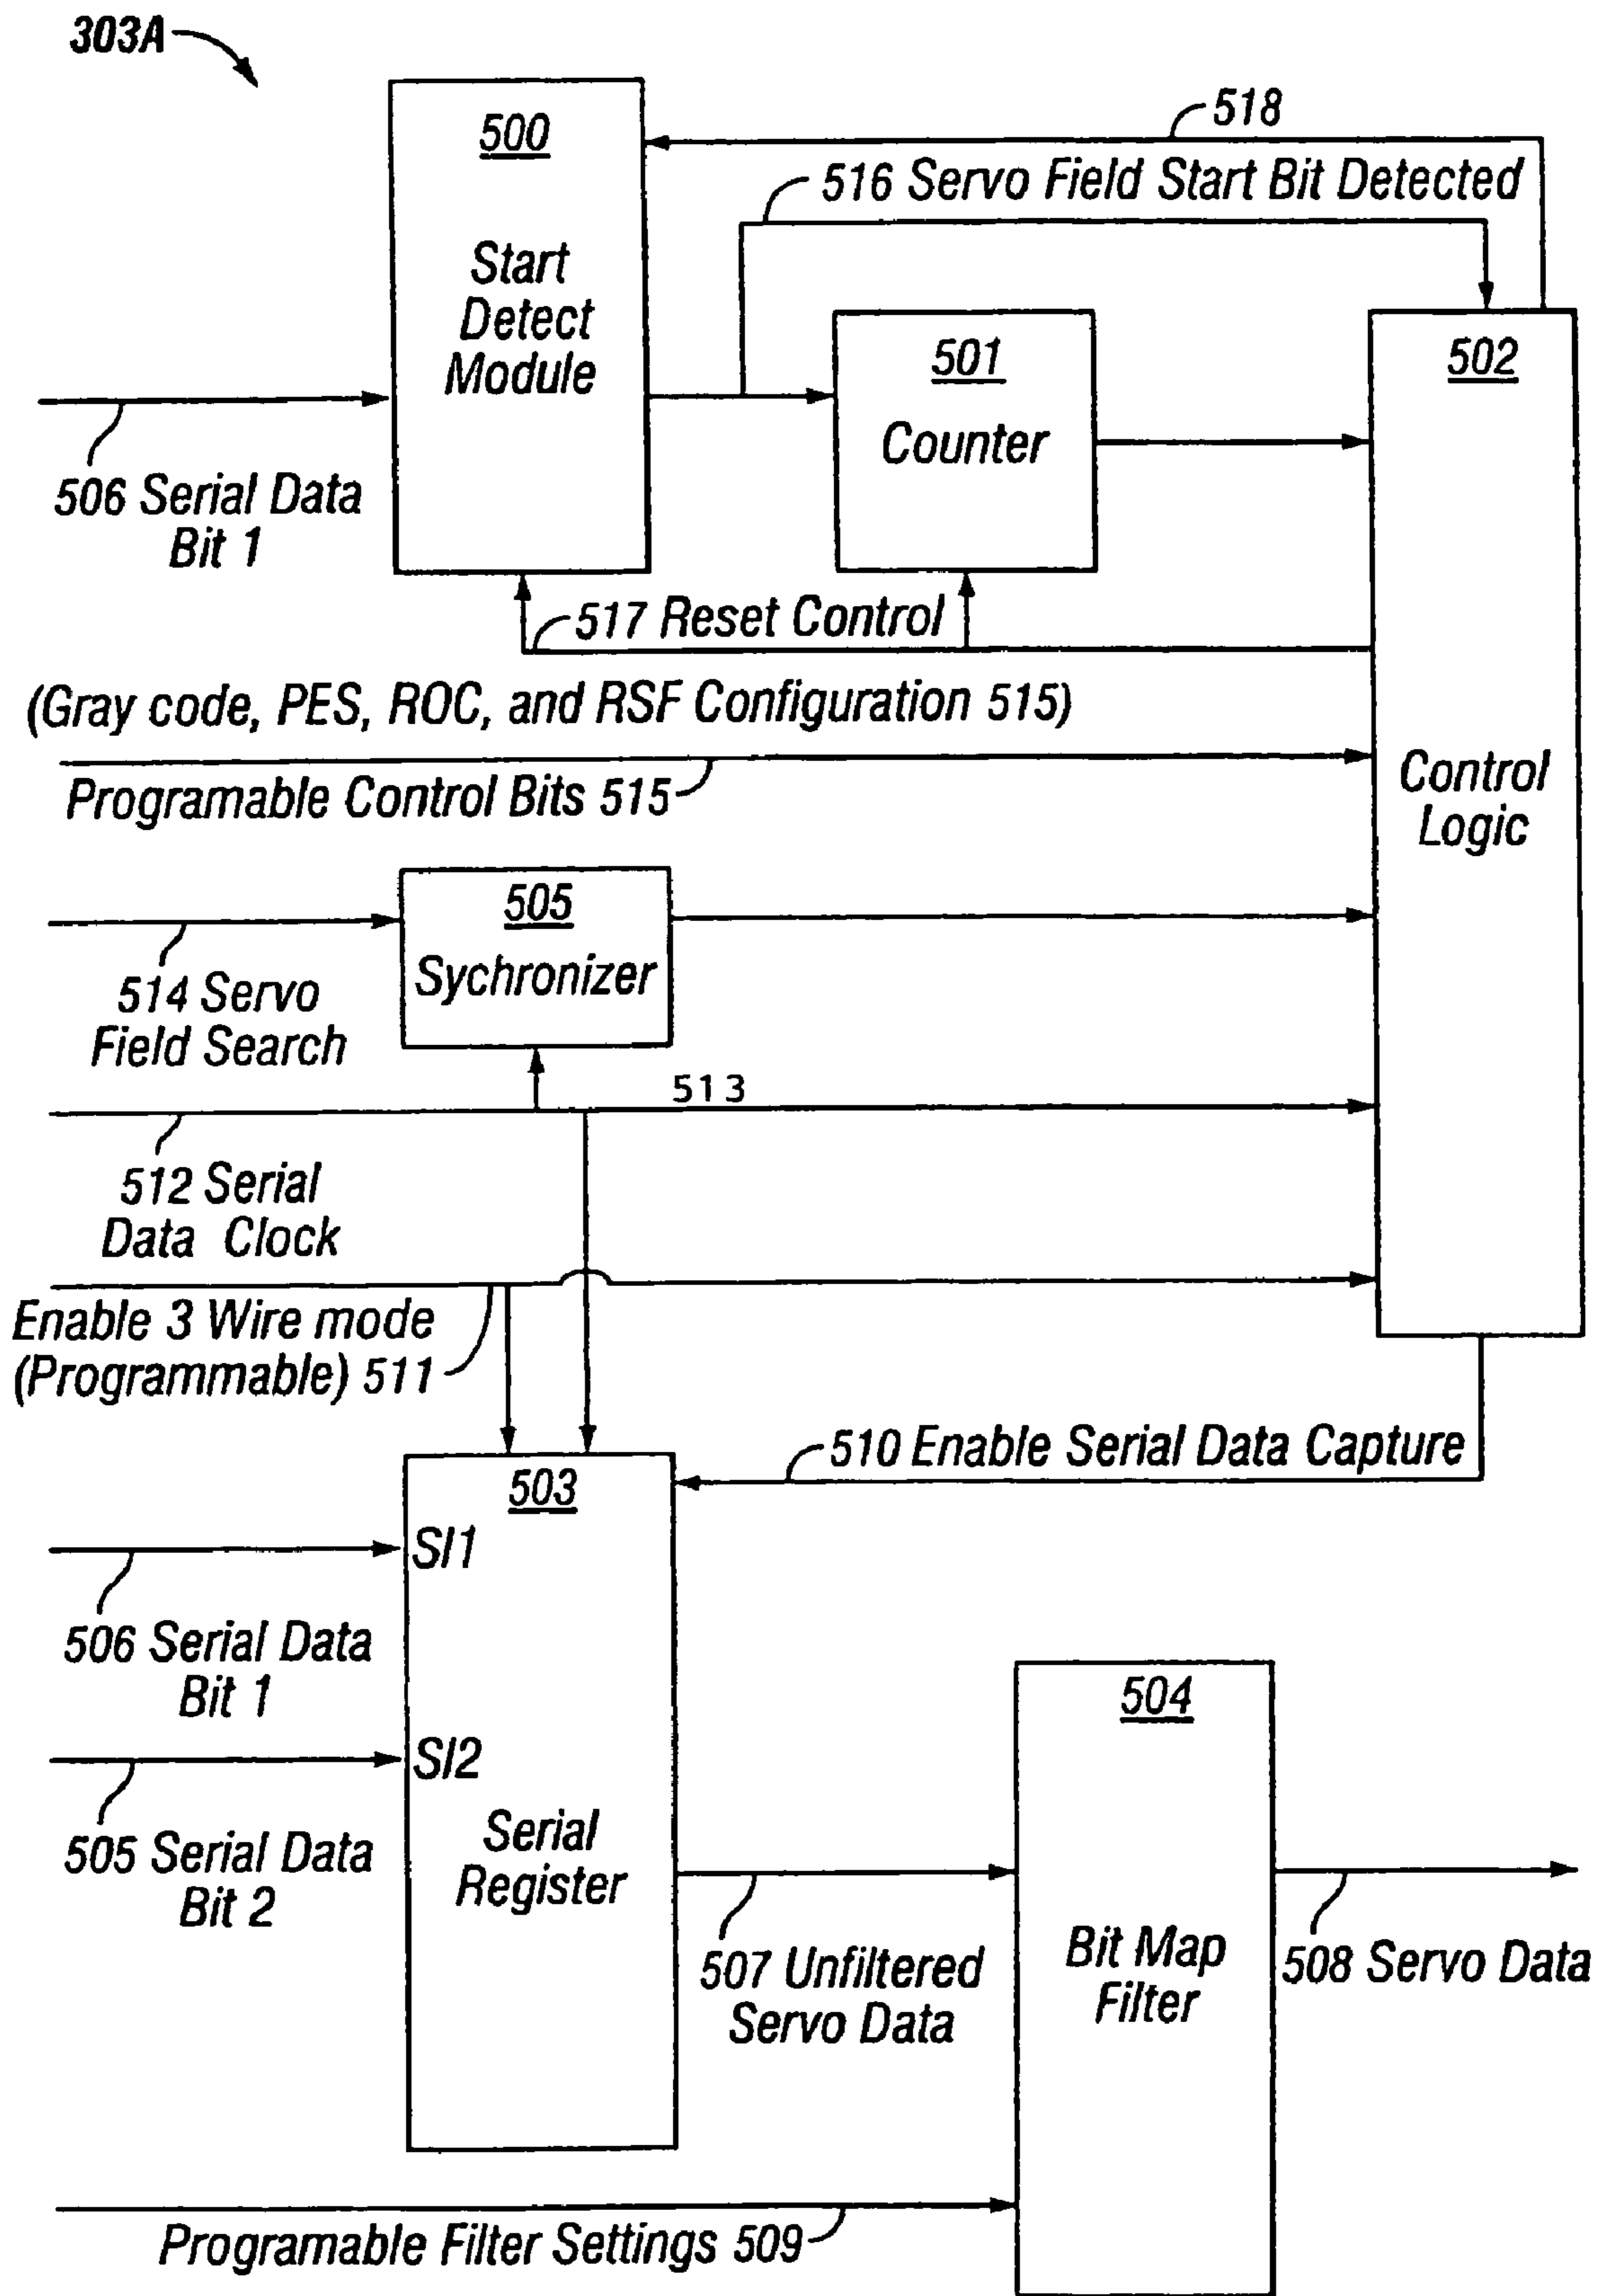 303A
500
Start
Detect
Module
518
516 Servo Field Start Bit Detected
501
Counter
502
Control
Logic
506 Serial Data
Bit 1
517 Reset Control
(Gray code, PES, ROC, and RSF Configuration 515)
Programable Control Bits 515
505
Sychronizer
514 Servo
Field Search
513
512 Serial
Data Clock
Enable 3 Wire mode
(Programmable) 511
510 Enable Serial Data Capture
503
SI1
506 Serial Data
Bit 1
SI2
505 Serial Data
Bit 2
Serial
Register
507 Unfiltered
Servo Data
504
Bit Map
Filter
508 Servo Data
Programable Filter Settings 509